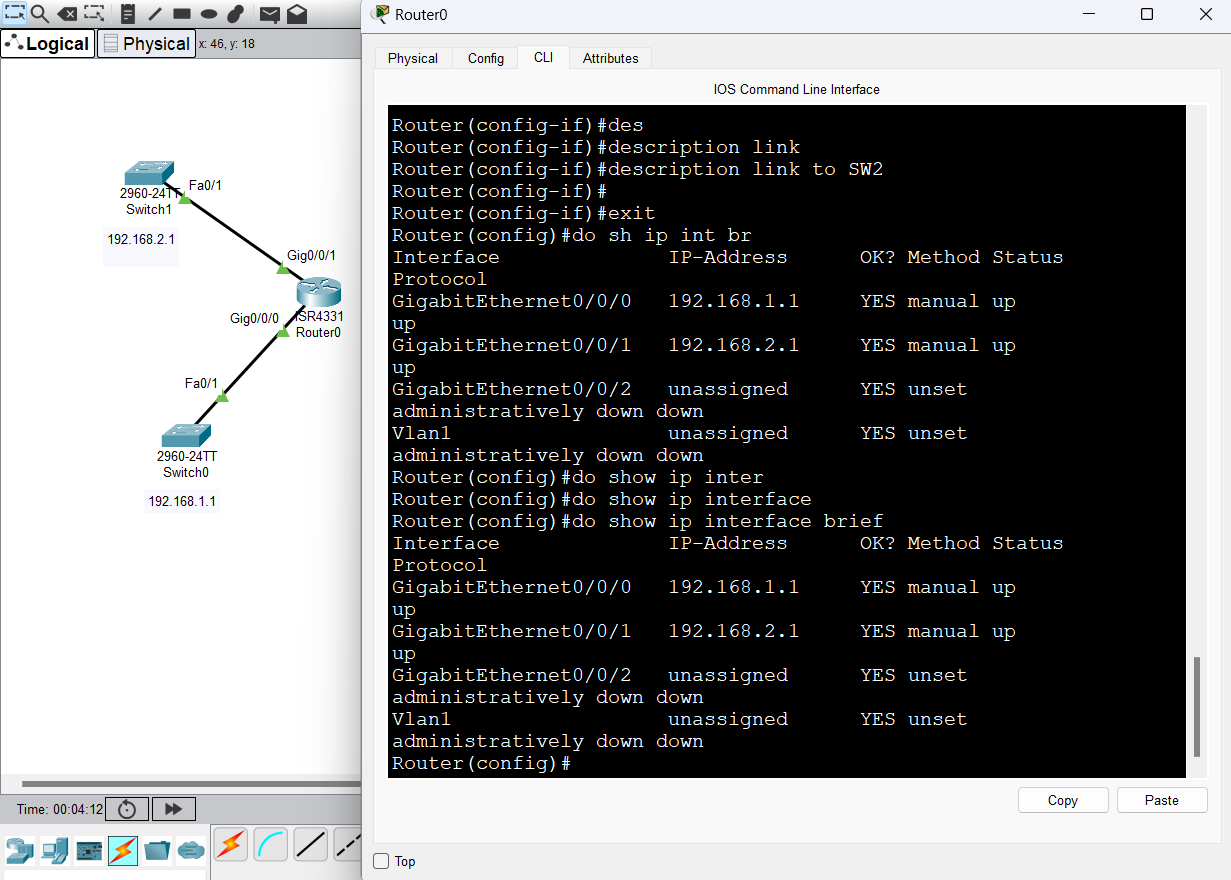 Router0
Logical
Physical
x: 46, y: 18
Physical
Config
CLI
Attributes
IOS Command Line Interface
Fa0/1
2960-24TT
Switch1
192.168.2.1
Gig0/0/1
Gig0/0/0
ISR4331
Router0
Fa0/1
2960-24TT
Switch0
192.168.1.1
Router(config-if)#des
Router(config-if)#description link
Router(config-if)#description link to SW2
Router(config-if)#
Router(config-if)#exit
Router(config)#do sh ip int br
Interface IP-Address OK? Method Status
Protocol
GigabitEthernet0/0/0 192.168.1.1 YES manual up
up
GigabitEthernet0/0/1 192.168.2.1 YES manual up
up
GigabitEthernet0/0/2 unassigned YES unset
administratively down down
Vlan1 unassigned YES unset
administratively down down
Router(config)#do show ip inter
Router(config)#do show ip interface
Router(config)#do show ip interface brief
Interface IP-Address OK? Method Status
Protocol
GigabitEthernet0/0/0 192.168.1.1 YES manual up
up
GigabitEthernet0/0/1 192.168.2.1 YES manual up
up
GigabitEthernet0/0/2 unassigned YES unset
administratively down down
Vlan1 unassigned YES unset
administratively down down
Router(config)#
Copy
Paste
Time: 00:04:12
Top